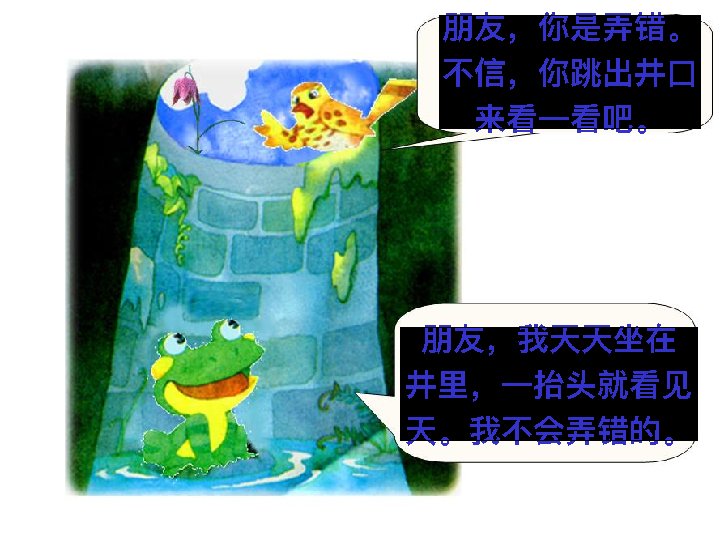 朋友，你是弄错。
不信，你跳出井口
来看一看吧。
朋友，我天天坐在
井里，一抬头就看见
天。我不会弄错的。